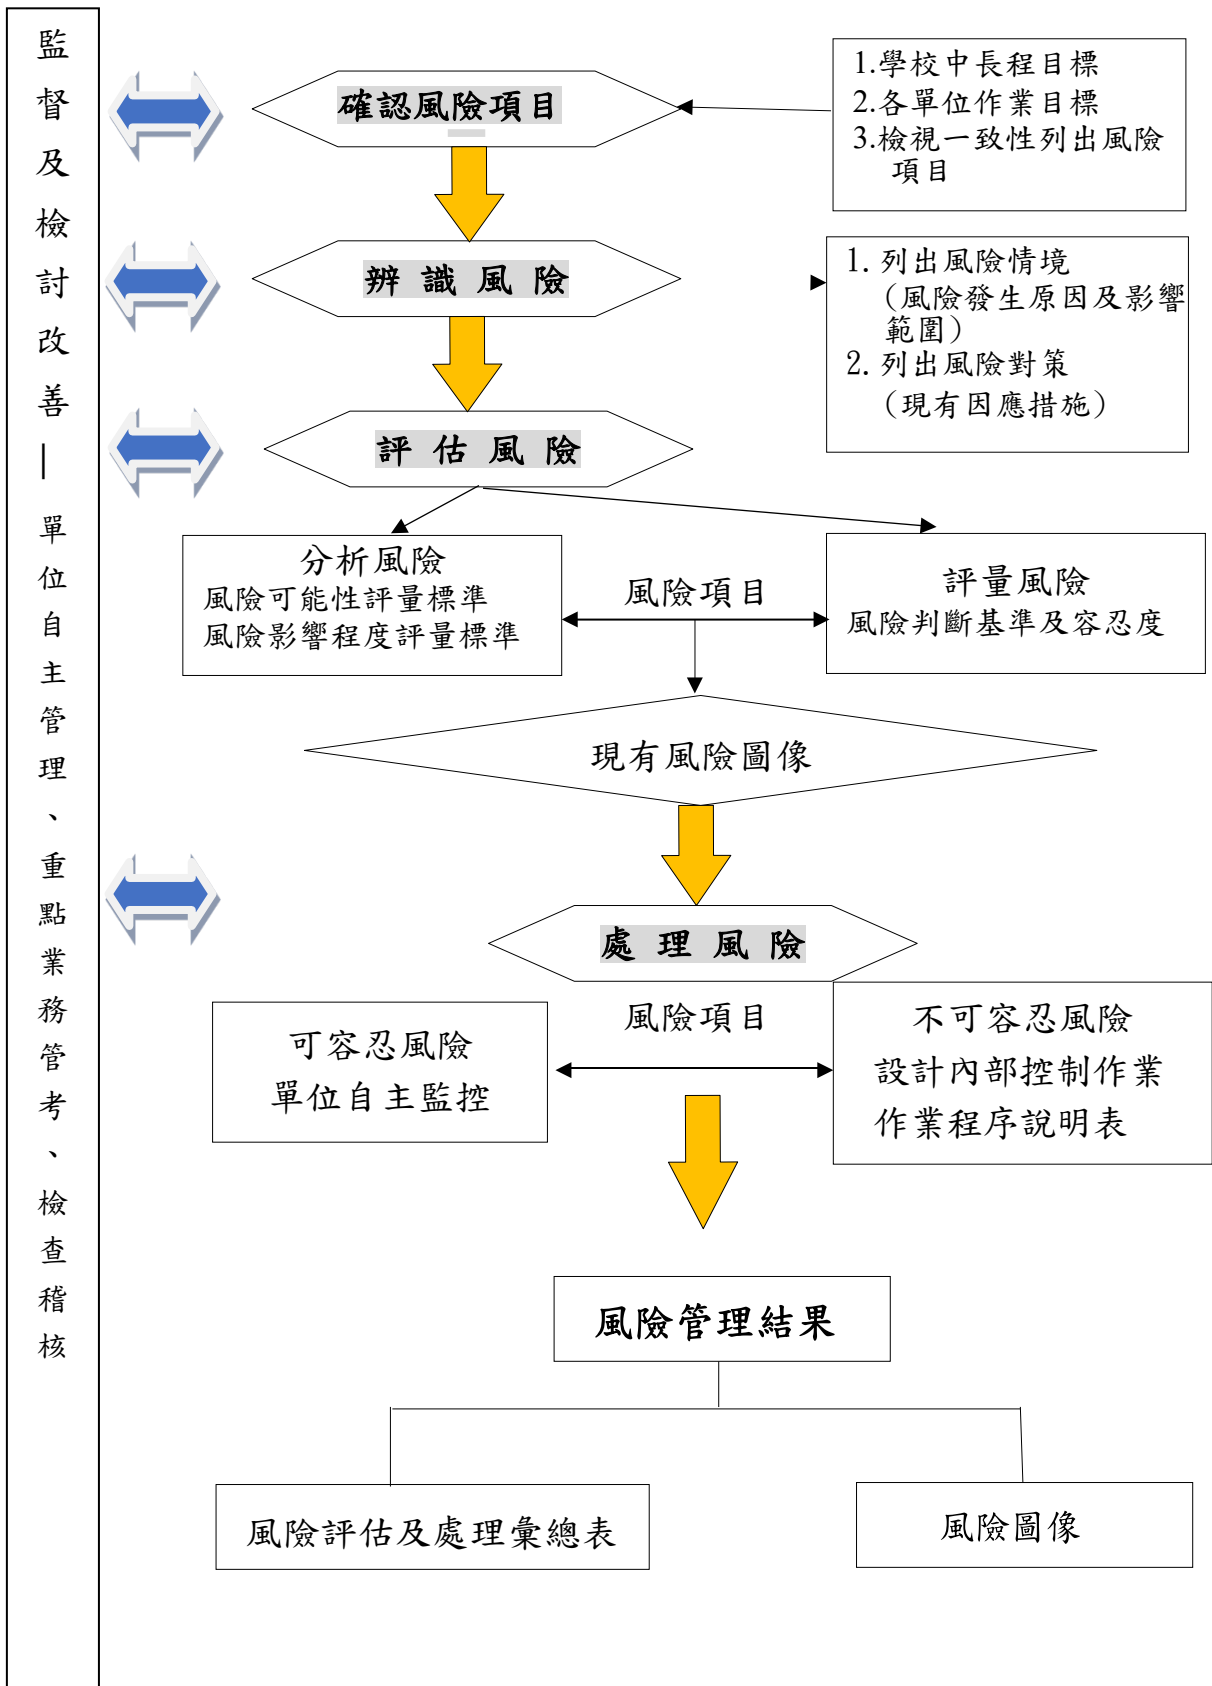 監督及檢討改善｜單位自主管理、重點業務管考、檢查稽核
確認風險項目
1.學校中長程目標
2.各單位作業目標
3.檢視一致性列出風險
項目
辨識風險
1. 列出風險情境
（風險發生原因及影響
範圍）
2. 列出風險對策
（現有因應措施）
評估風險
分析風險
風險可能性評量標準
風險影響程度評量標準
風險項目
評量風險
風險判斷基準及容忍度
現有風險圖像
處理風險
可容忍風險
單位自主監控
風險項目
不可容忍風險
設計內部控制作業
作業程序說明表
風險管理結果
風險評估及處理彙總表
風險圖像